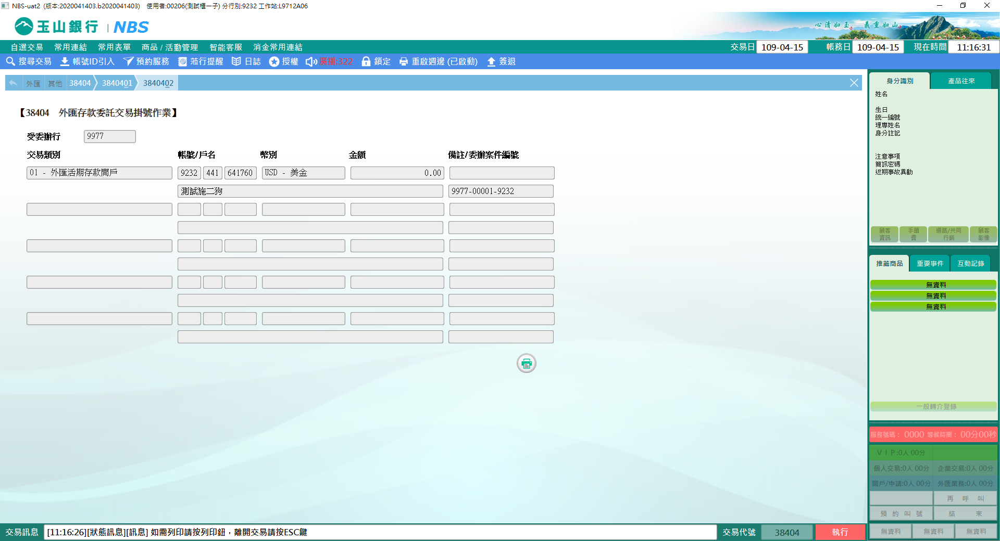 NBS-uat2 (版本:2020041403.b2020041403) 使用者:00206(測試櫃一子) 分行別:9232 工作站:L9712A06
玉山銀行 | NBS
心清如玉。 義重如山。
自選交易 常用連結 常用表單 商品 / 活動管理 智能客服 消金常用連結
交易日 109-04-15 帳務日 109-04-15 現在時間 11:16:31
搜尋交易 帳號ID引入 預約服務 蒞行提醒 日誌 授權 廣播:322 鎖定 重啟週邊 (已啟動) 簽退
外匯 其他 38404 3840401 3840402
【38404 外匯存款委託交易掛號作業】
受委辦行 9977
交易類別 帳號/戶名 幣別 金額 備註/委辦案件編號
01 - 外匯活期存款開戶 9232 441 641760 USD - 美金 0.00
測試施二狗 9977-00001-9232
身分識別 產品往來
姓名
生日
統一編號
理專姓名
身分註記
注意事項
簡訊密碼
近期事故異動
顧客資訊 手續費 通路/共同行銷 顧客影像
推薦商品 重要事件 互動記錄
無資料
無資料
無資料
一般轉介登錄
服務號碼: 0000 等候時間: 00分00秒
VIP:0人 00分
個人交易:0人 00分 企業交易:0人 00分
開戶/申請:0人 00分 外匯業務:0人 00分
再 呼 叫
預 約 叫 號 結 束
無資料 無資料 無資料
交易訊息 [11:16:26][狀態訊息][訊息] 如需列印請按列印鈕,離開交易請按ESC鍵
交易代號 38404 執行